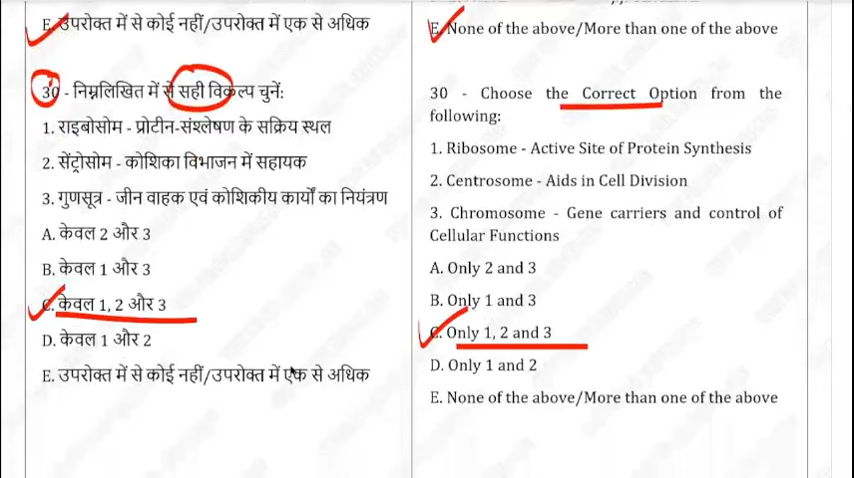 E. उपरोक्त में से कोई नहीं/उपरोक्त में एक से अधिक
30 - निम्नलिखित में से सही विकल्प चुनें:
1. राइबोसोम - प्रोटीन-संश्लेषण के सक्रिय स्थल
2. सेंट्रोसोम - कोशिका विभाजन में सहायक
3. गुणसूत्र - जीन वाहक एवं कोशिकीय कार्यों का नियंत्रण
A. केवल 2 और 3
B. केवल 1 और 3
C. केवल 1, 2 और 3
D. केवल 1 और 2
E. उपरोक्त में से कोई नहीं/उपरोक्त में एक से अधिक
E. None of the above/More than one of the above
30 - Choose the Correct Option from the
following:
1. Ribosome - Active Site of Protein Synthesis
2. Centrosome - Aids in Cell Division
3. Chromosome - Gene carriers and control of
Cellular Functions
A. Only 2 and 3
B. Only 1 and 3
C. Only 1, 2 and 3
D. Only 1 and 2
E. None of the above/More than one of the above